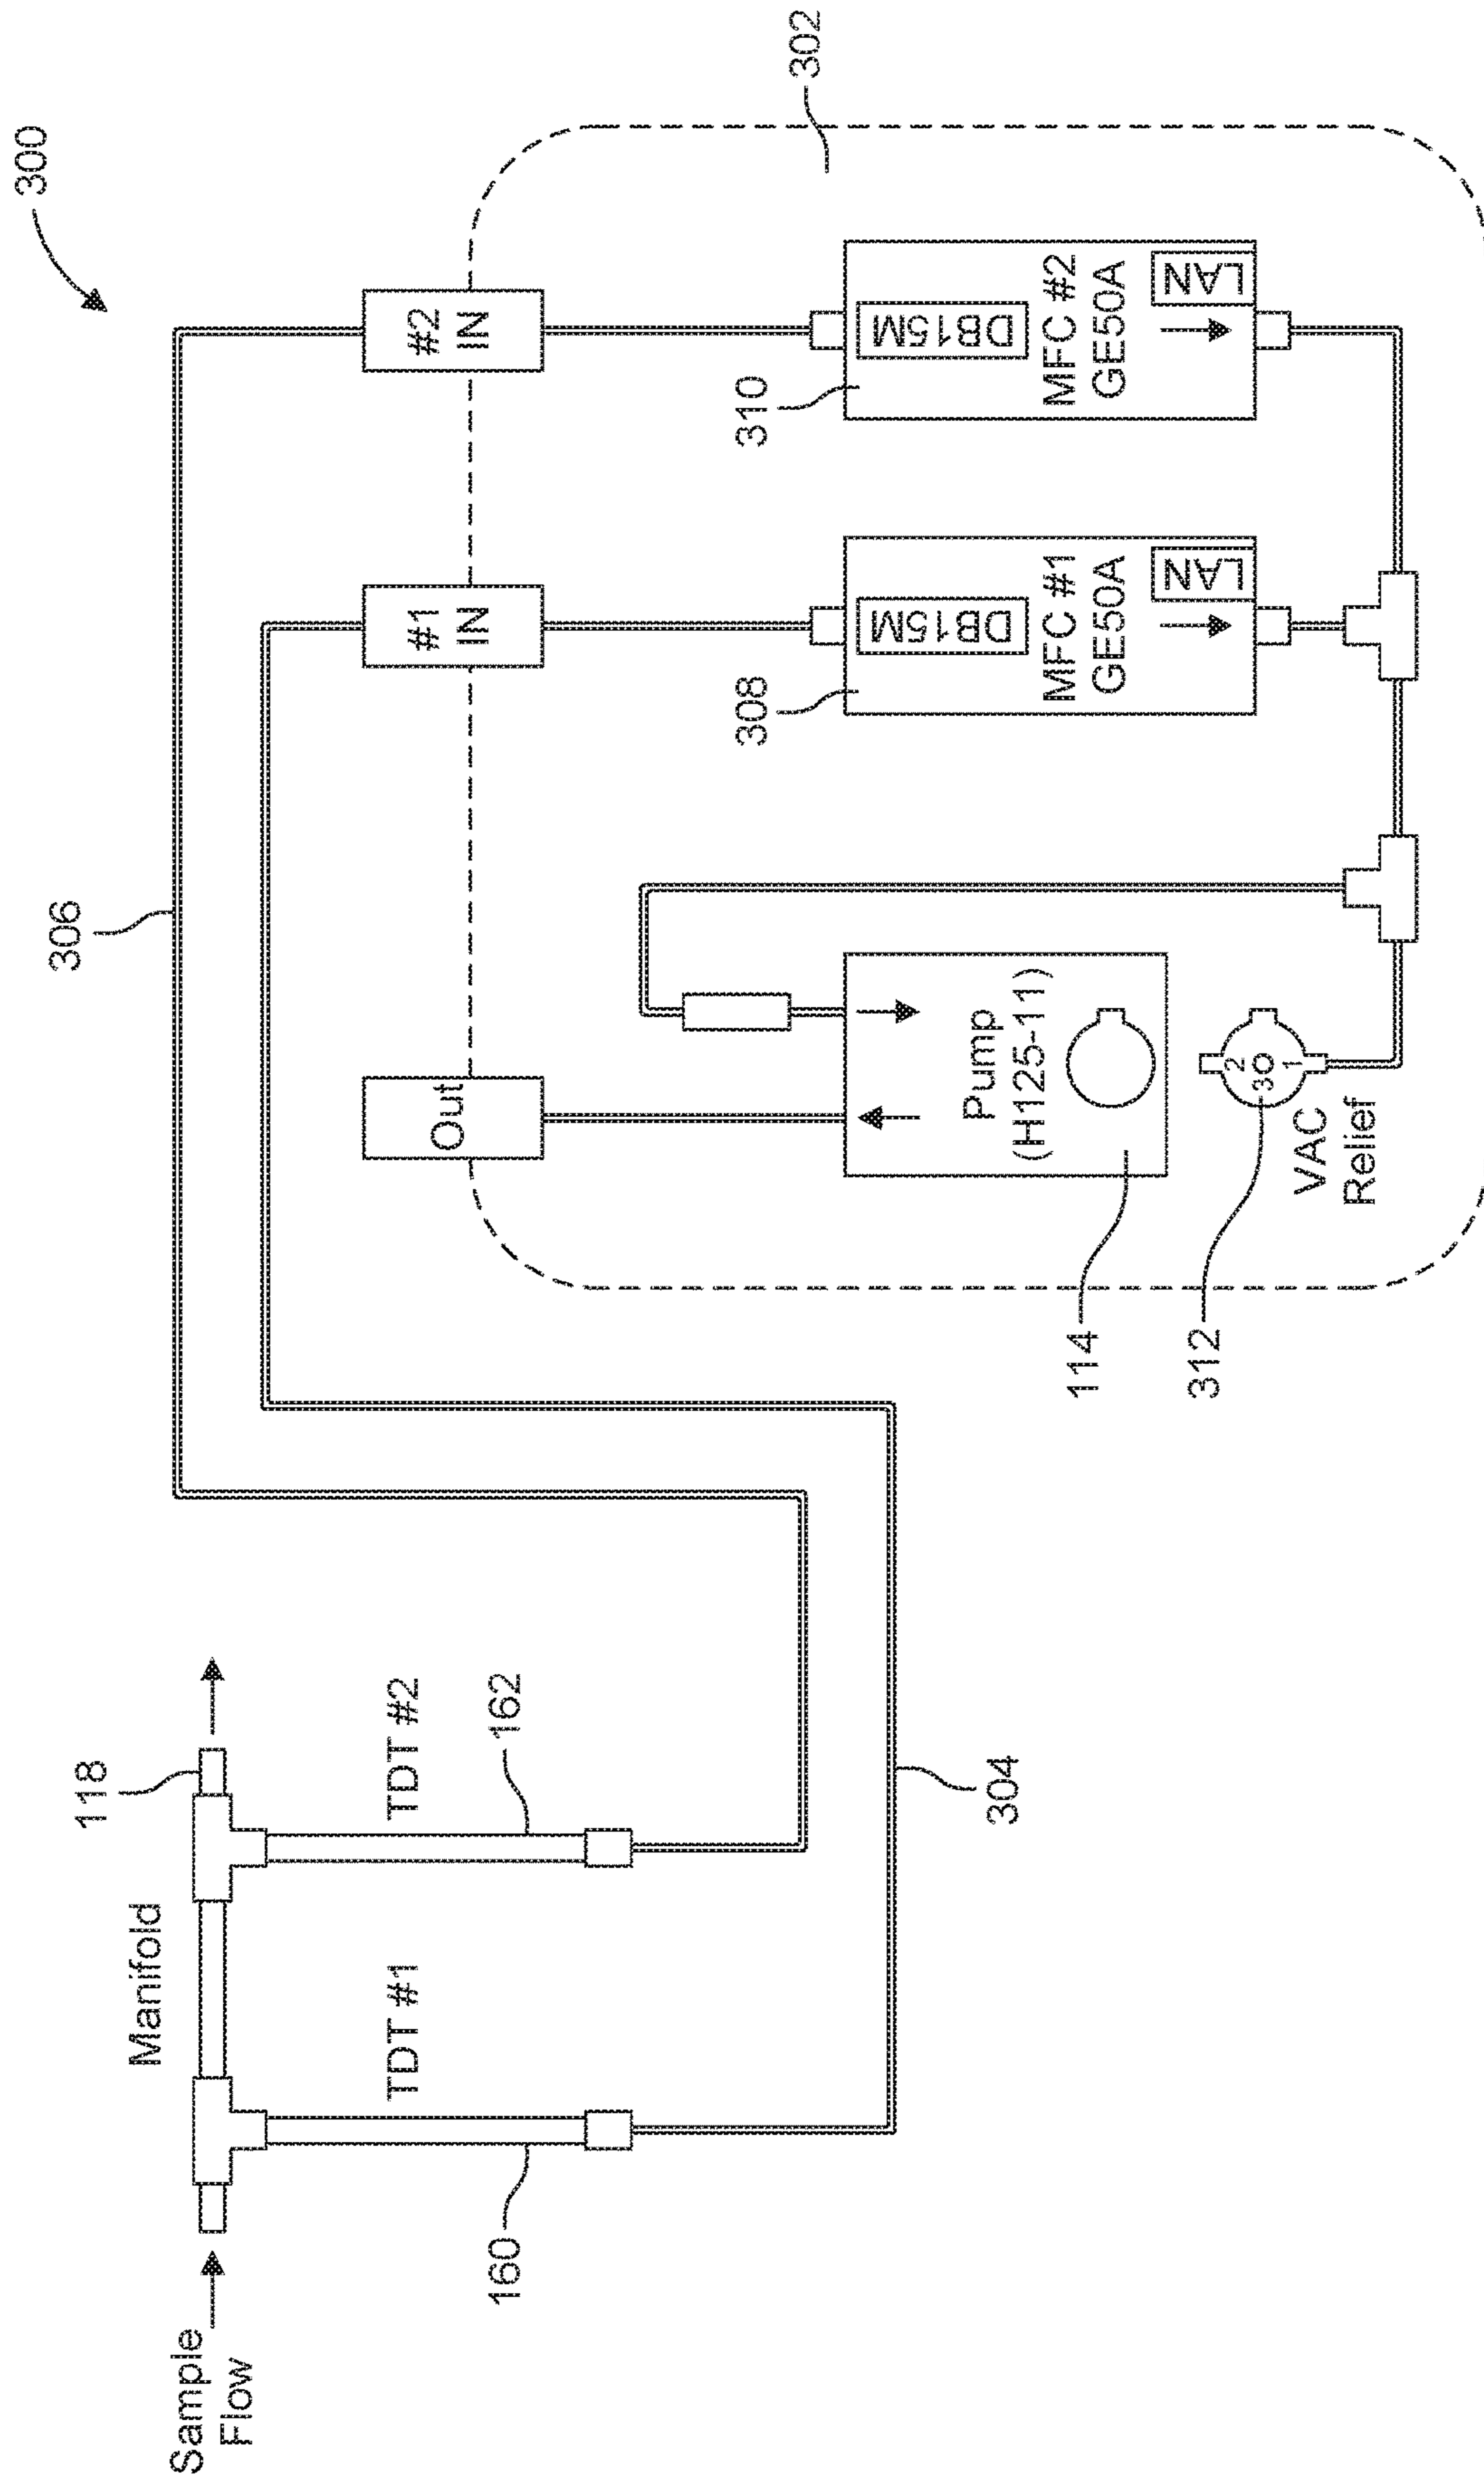 300
306
302
Sample
Flow
Manifold
118
TDT #1
TDT #2
160
162
304
Out
#1
IN
#2
IN
308
310
DB15M
MFC #1
GE50A
LAN
DB15M
MFC #2
GE50A
LAN
Pump
(H125-11)
114
2
3
1
312
VAC
Relief